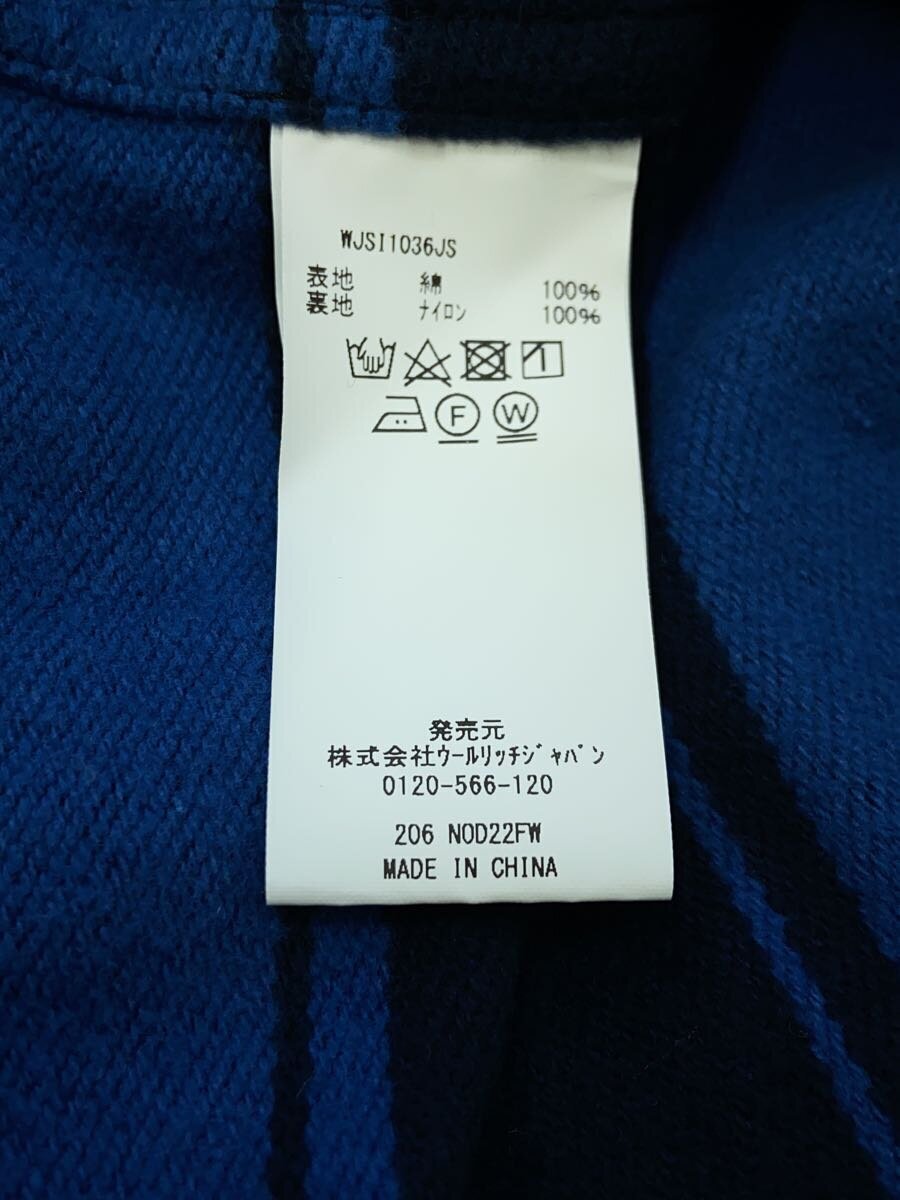 WJSI1036JS
表地 綿 100%
裏地 ナイロン 100%
F W
発売元
株式会社ウールリッチジャパン
0120-566-120
206 NOD22FW
MADE IN CHINA